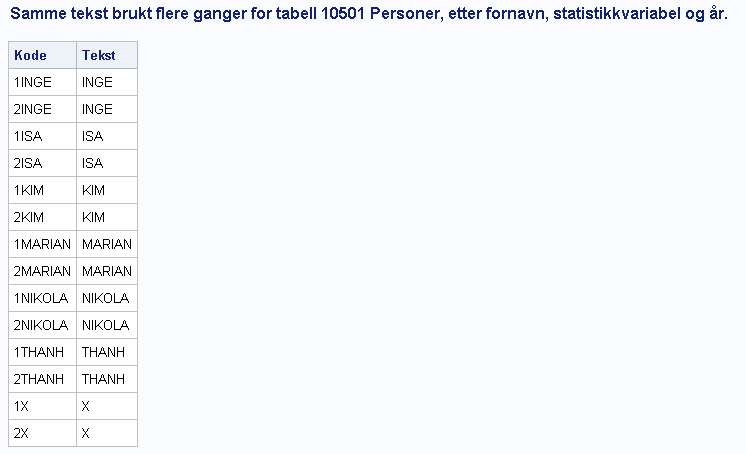 Samme tekst brukt flere ganger for tabell 10501 Personer, etter fornavn, statistikkvariabel og år.
Kode Tekst
1INGE INGE
2INGE INGE
1ISA ISA
2ISA ISA
1KIM KIM
2KIM KIM
1MARIAN MARIAN
2MARIAN MARIAN
1NIKOLA NIKOLA
2NIKOLA NIKOLA
1THANH THANH
2THANH THANH
1X X
2X X